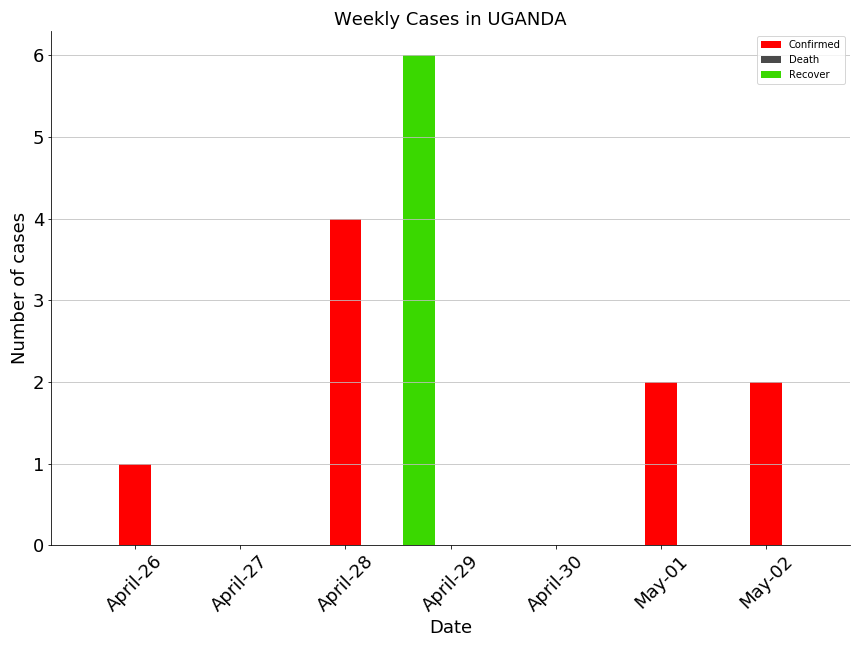 Weekly Cases in UGANDA
Confirmed
Death
Recover
Number of cases
6
5
4
3
2
1
0
April-26
April-27
April-28
April-29
April-30
May-01
May-02
Date